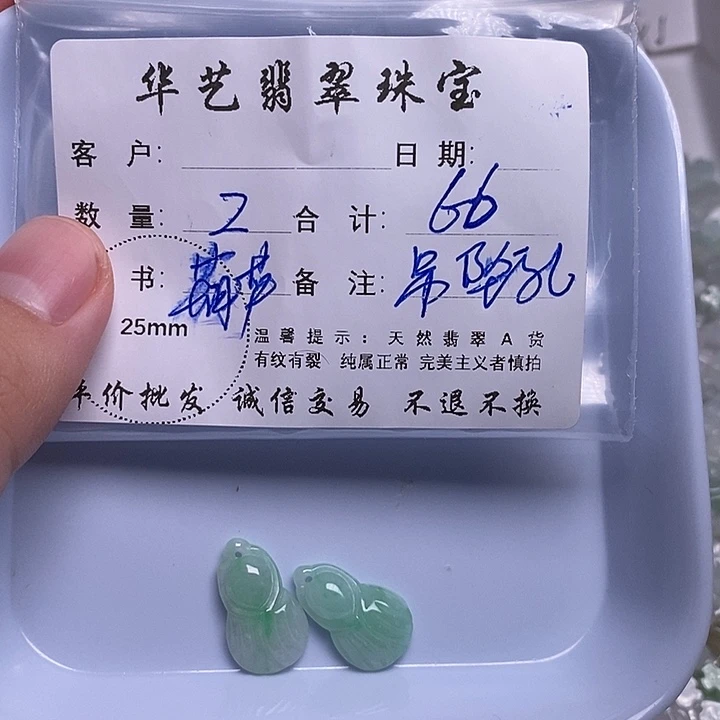 华艺翡翠珠宝
客 户: 日 期:
数 量: 2 合 计: 66
书: 葫芦 备 注: 吊坠孔
25mm
温馨提示: 天然翡翠A货
有纹有裂、纯属正常 完美主义者慎拍
平价批发 诚信交易 不退不换